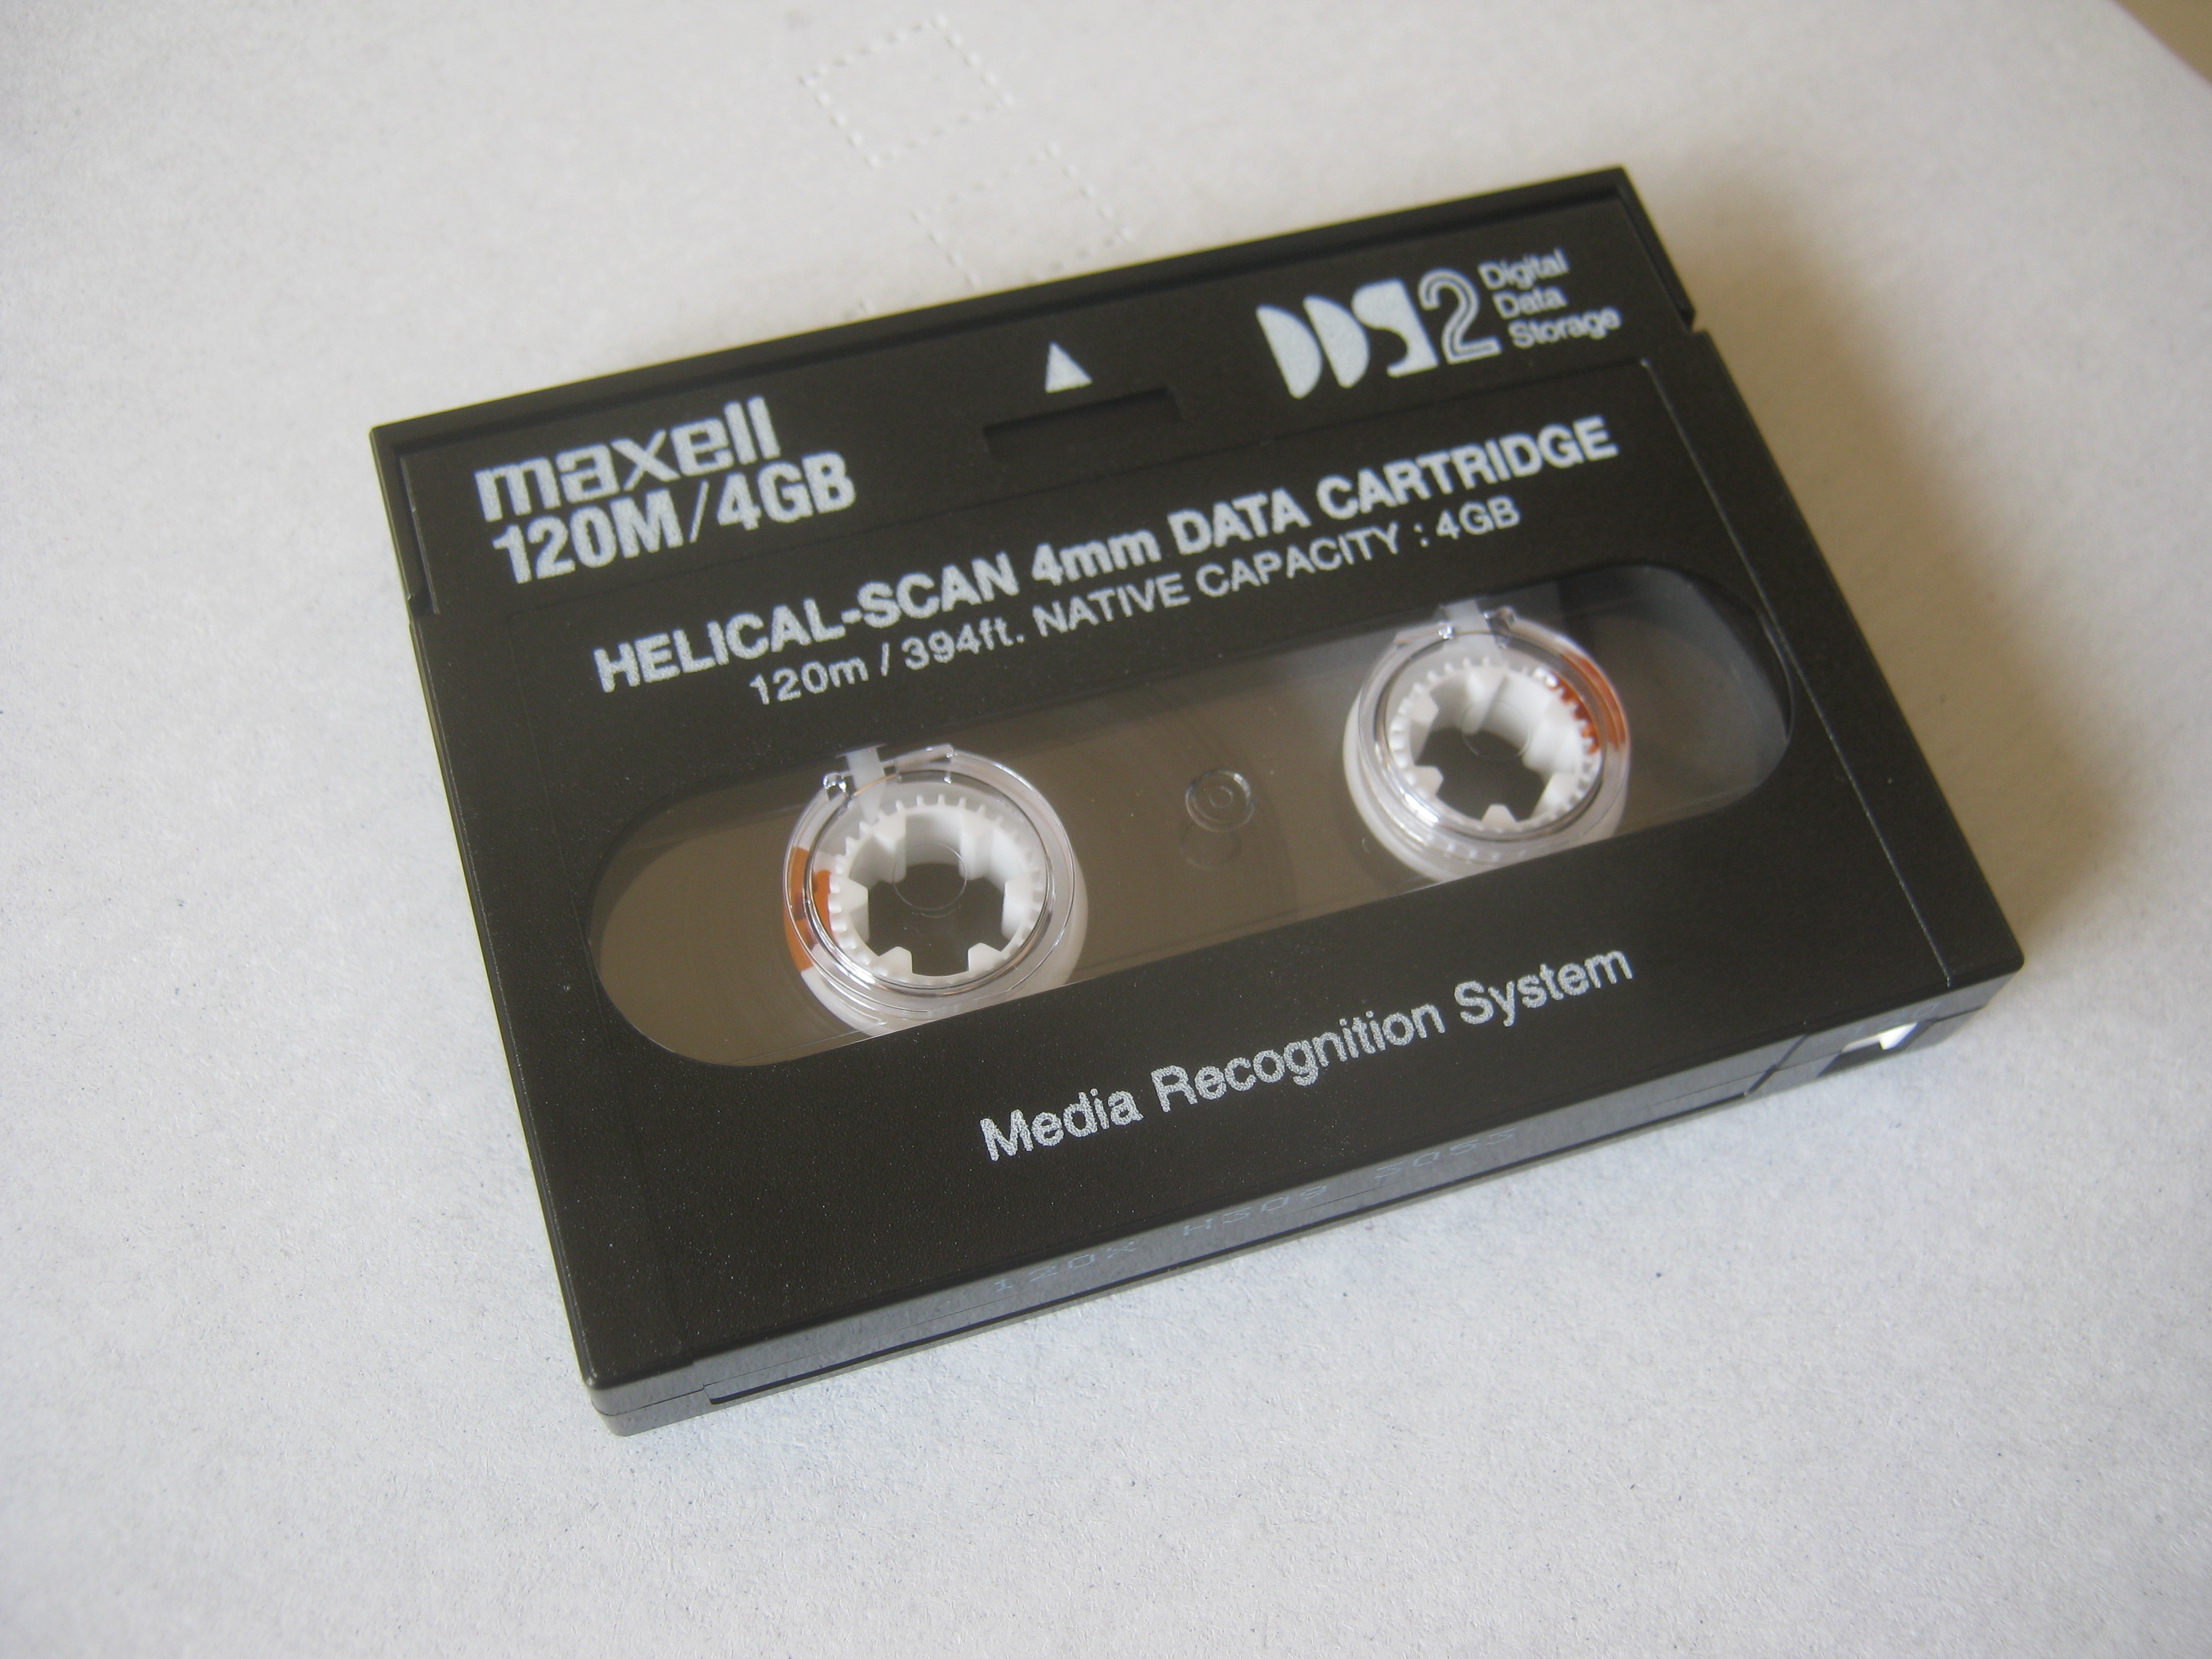 maxell
120M/4GB
DDS2
Digital
Data
Storage
HELICAL-SCAN 4mm DATA CARTRIDGE
120m / 394ft. NATIVE CAPACITY : 4GB
Media Recognition System